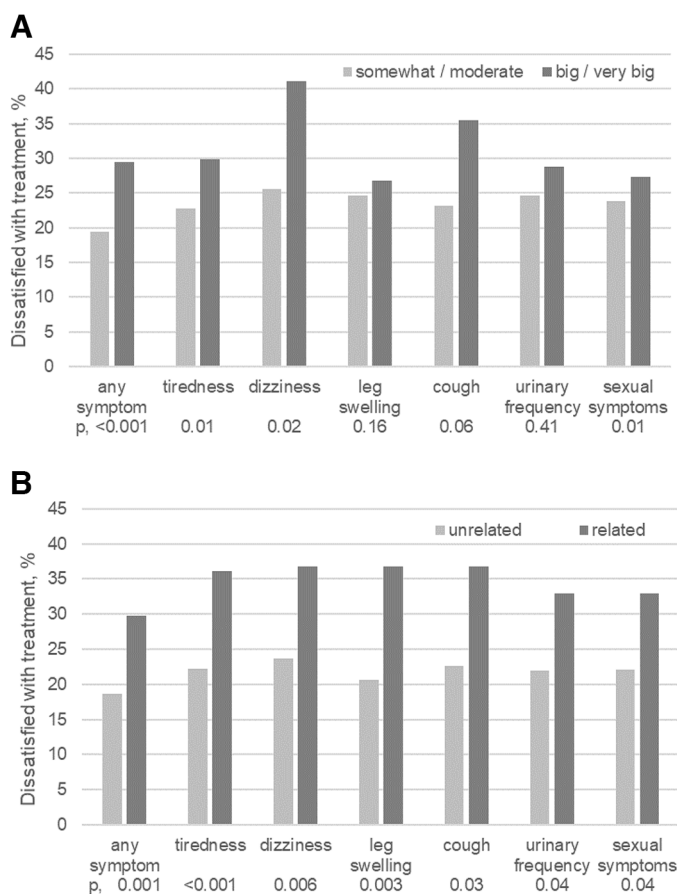 A
45
somewhat / moderate big / very big
40
35
30
25
20
15
10
5
0
Dissatisfied with treatment, %
any symptom tiredness dizziness leg swelling cough urinary frequency sexual symptoms
p, <0.001 0.01 0.02 0.16 0.06 0.41 0.01
B
45
unrelated related
40
35
30
25
20
15
10
5
0
Dissatisfied with treatment, %
any symptom tiredness dizziness leg swelling cough urinary frequency sexual symptoms
p, 0.001 <0.001 0.006 0.003 0.03 0.04 0.04